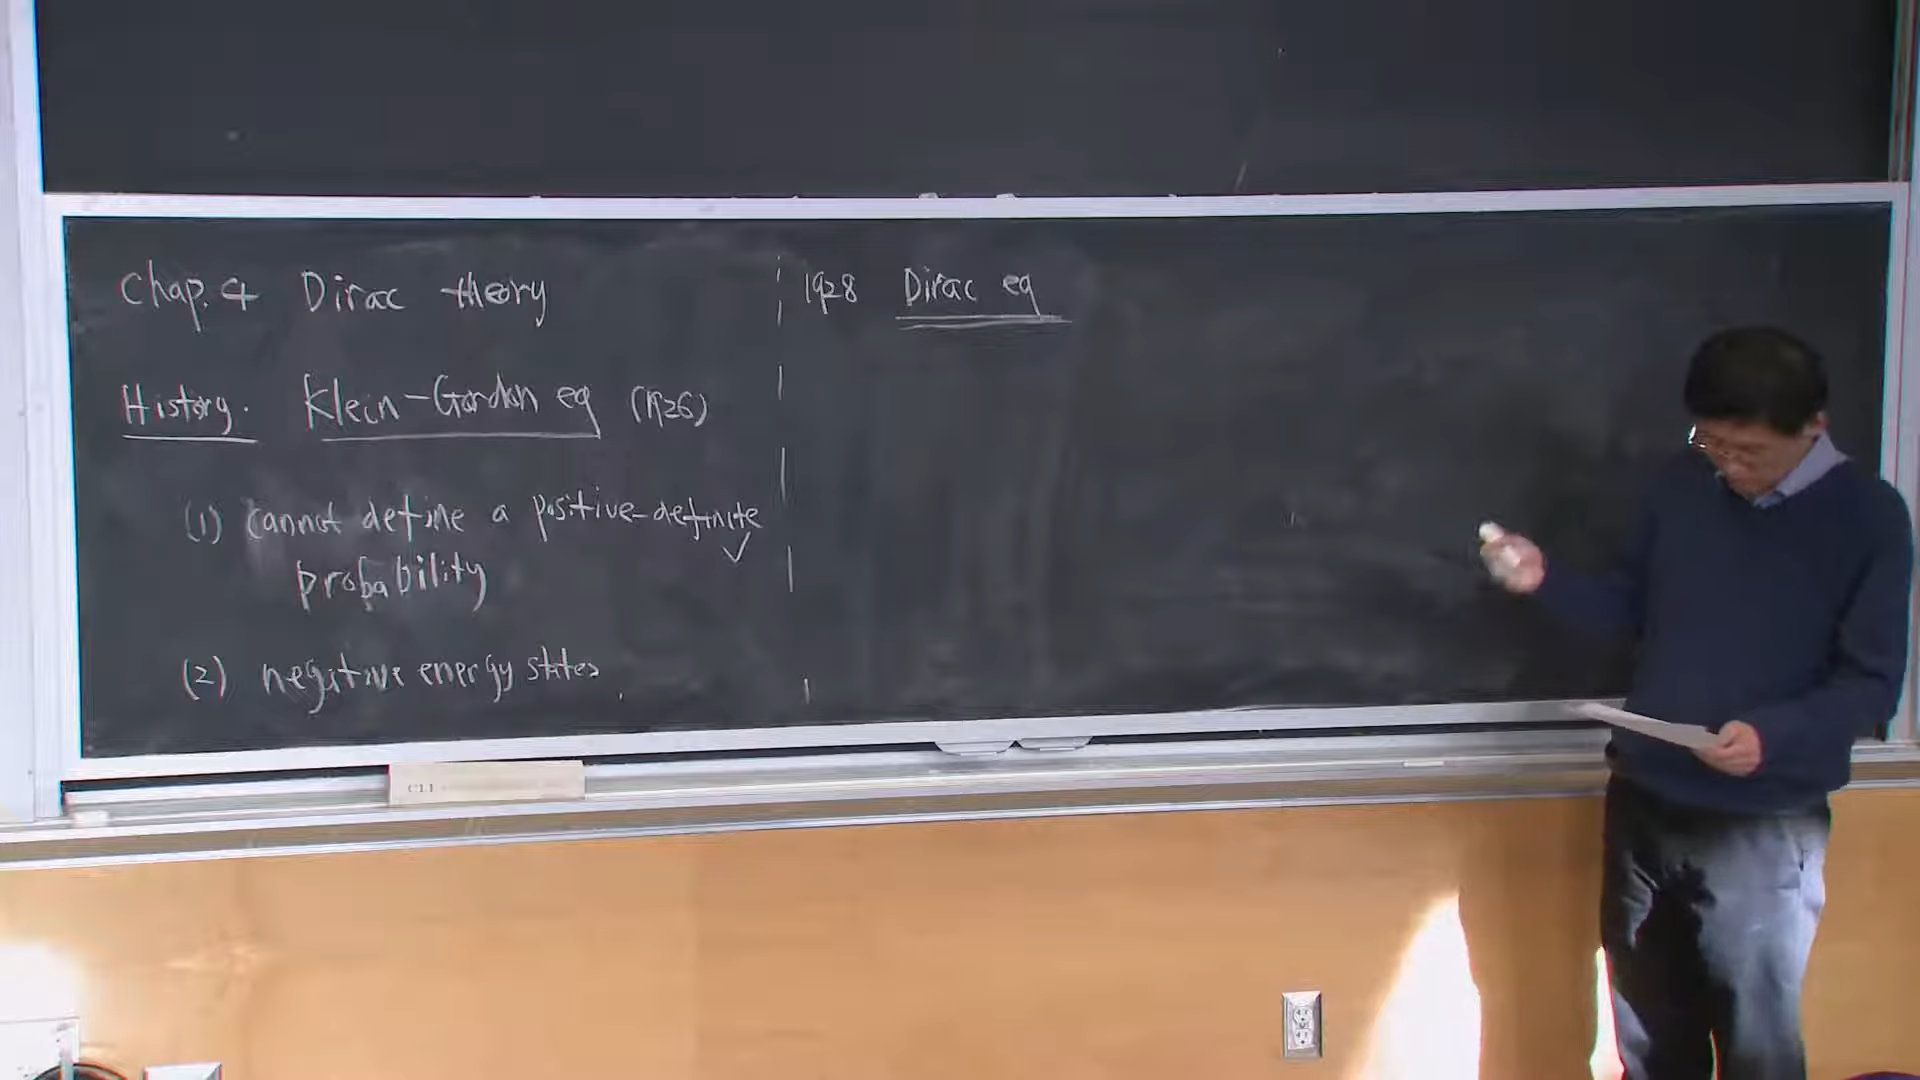 Chap. 4 Dirac theory
History. Klein-Gordon eq (1926)
(1) cannot define a positive-definite
probability
(2) negative energy states.
1928 Dirac eq